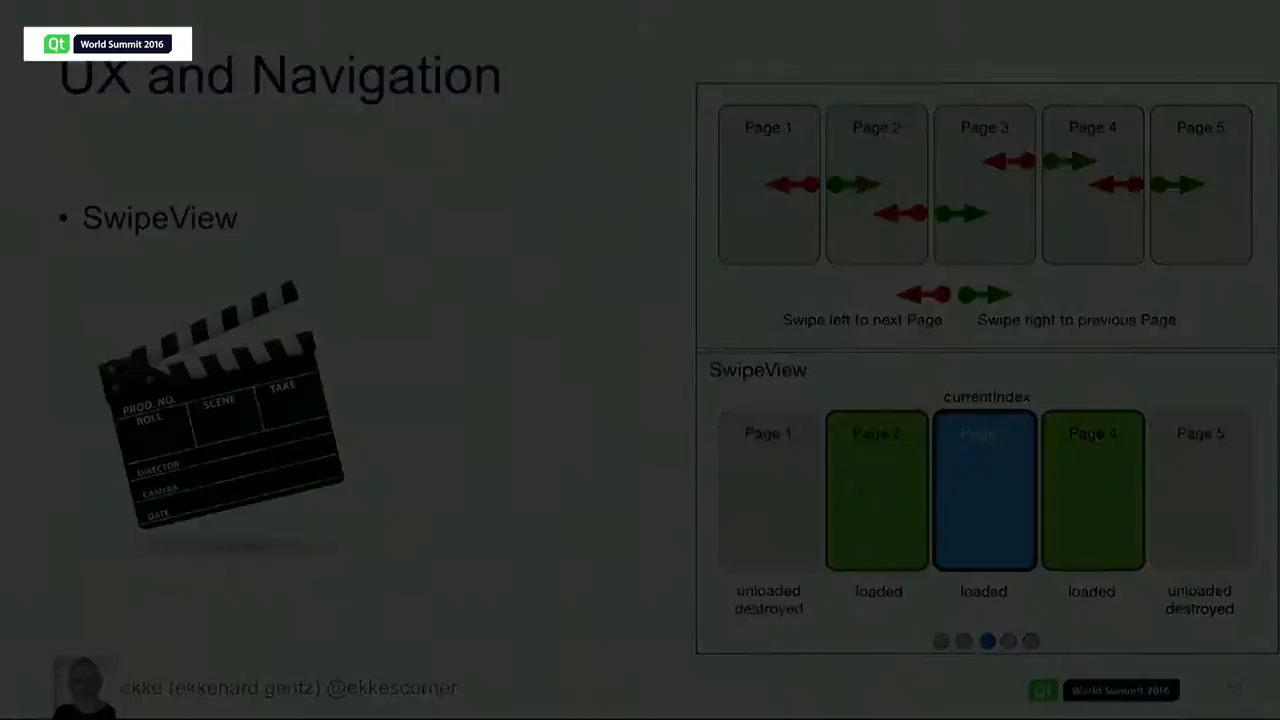 Qt World Summit 2016
UX and Navigation
• SwipeView
PROD. NO.
ROLL
SCENE
TAKE
DIRECTOR
CAMERA
DATE
Page 1
Page 2
Page 3
Page 4
Page 5
Swipe left to next Page
Swipe right to previous Page
SwipeView
currentIndex
Page 1
Page 2
Page
Page 4
Page 5
unloaded
destroyed
loaded
loaded
loaded
unloaded
destroyed
ekke (ekkehard gentz) @ekkescorner
Qt World Summit 2016